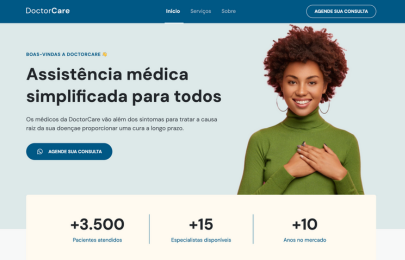 DoctorCare
Início Serviços Sobre
AGENDE SUA CONSULTA
BOAS-VINDAS A DOCTORCARE 👋
Assistência médica
simplificada para todos
Os médicos da DoctorCare vão além dos sintomas para tratar a causa
raiz da sua doença e proporcionar uma cura a longo prazo.
AGENDE SUA CONSULTA
+3.500
Pacientes atendidos
+15
Especialistas disponíveis
+10
Anos no mercado